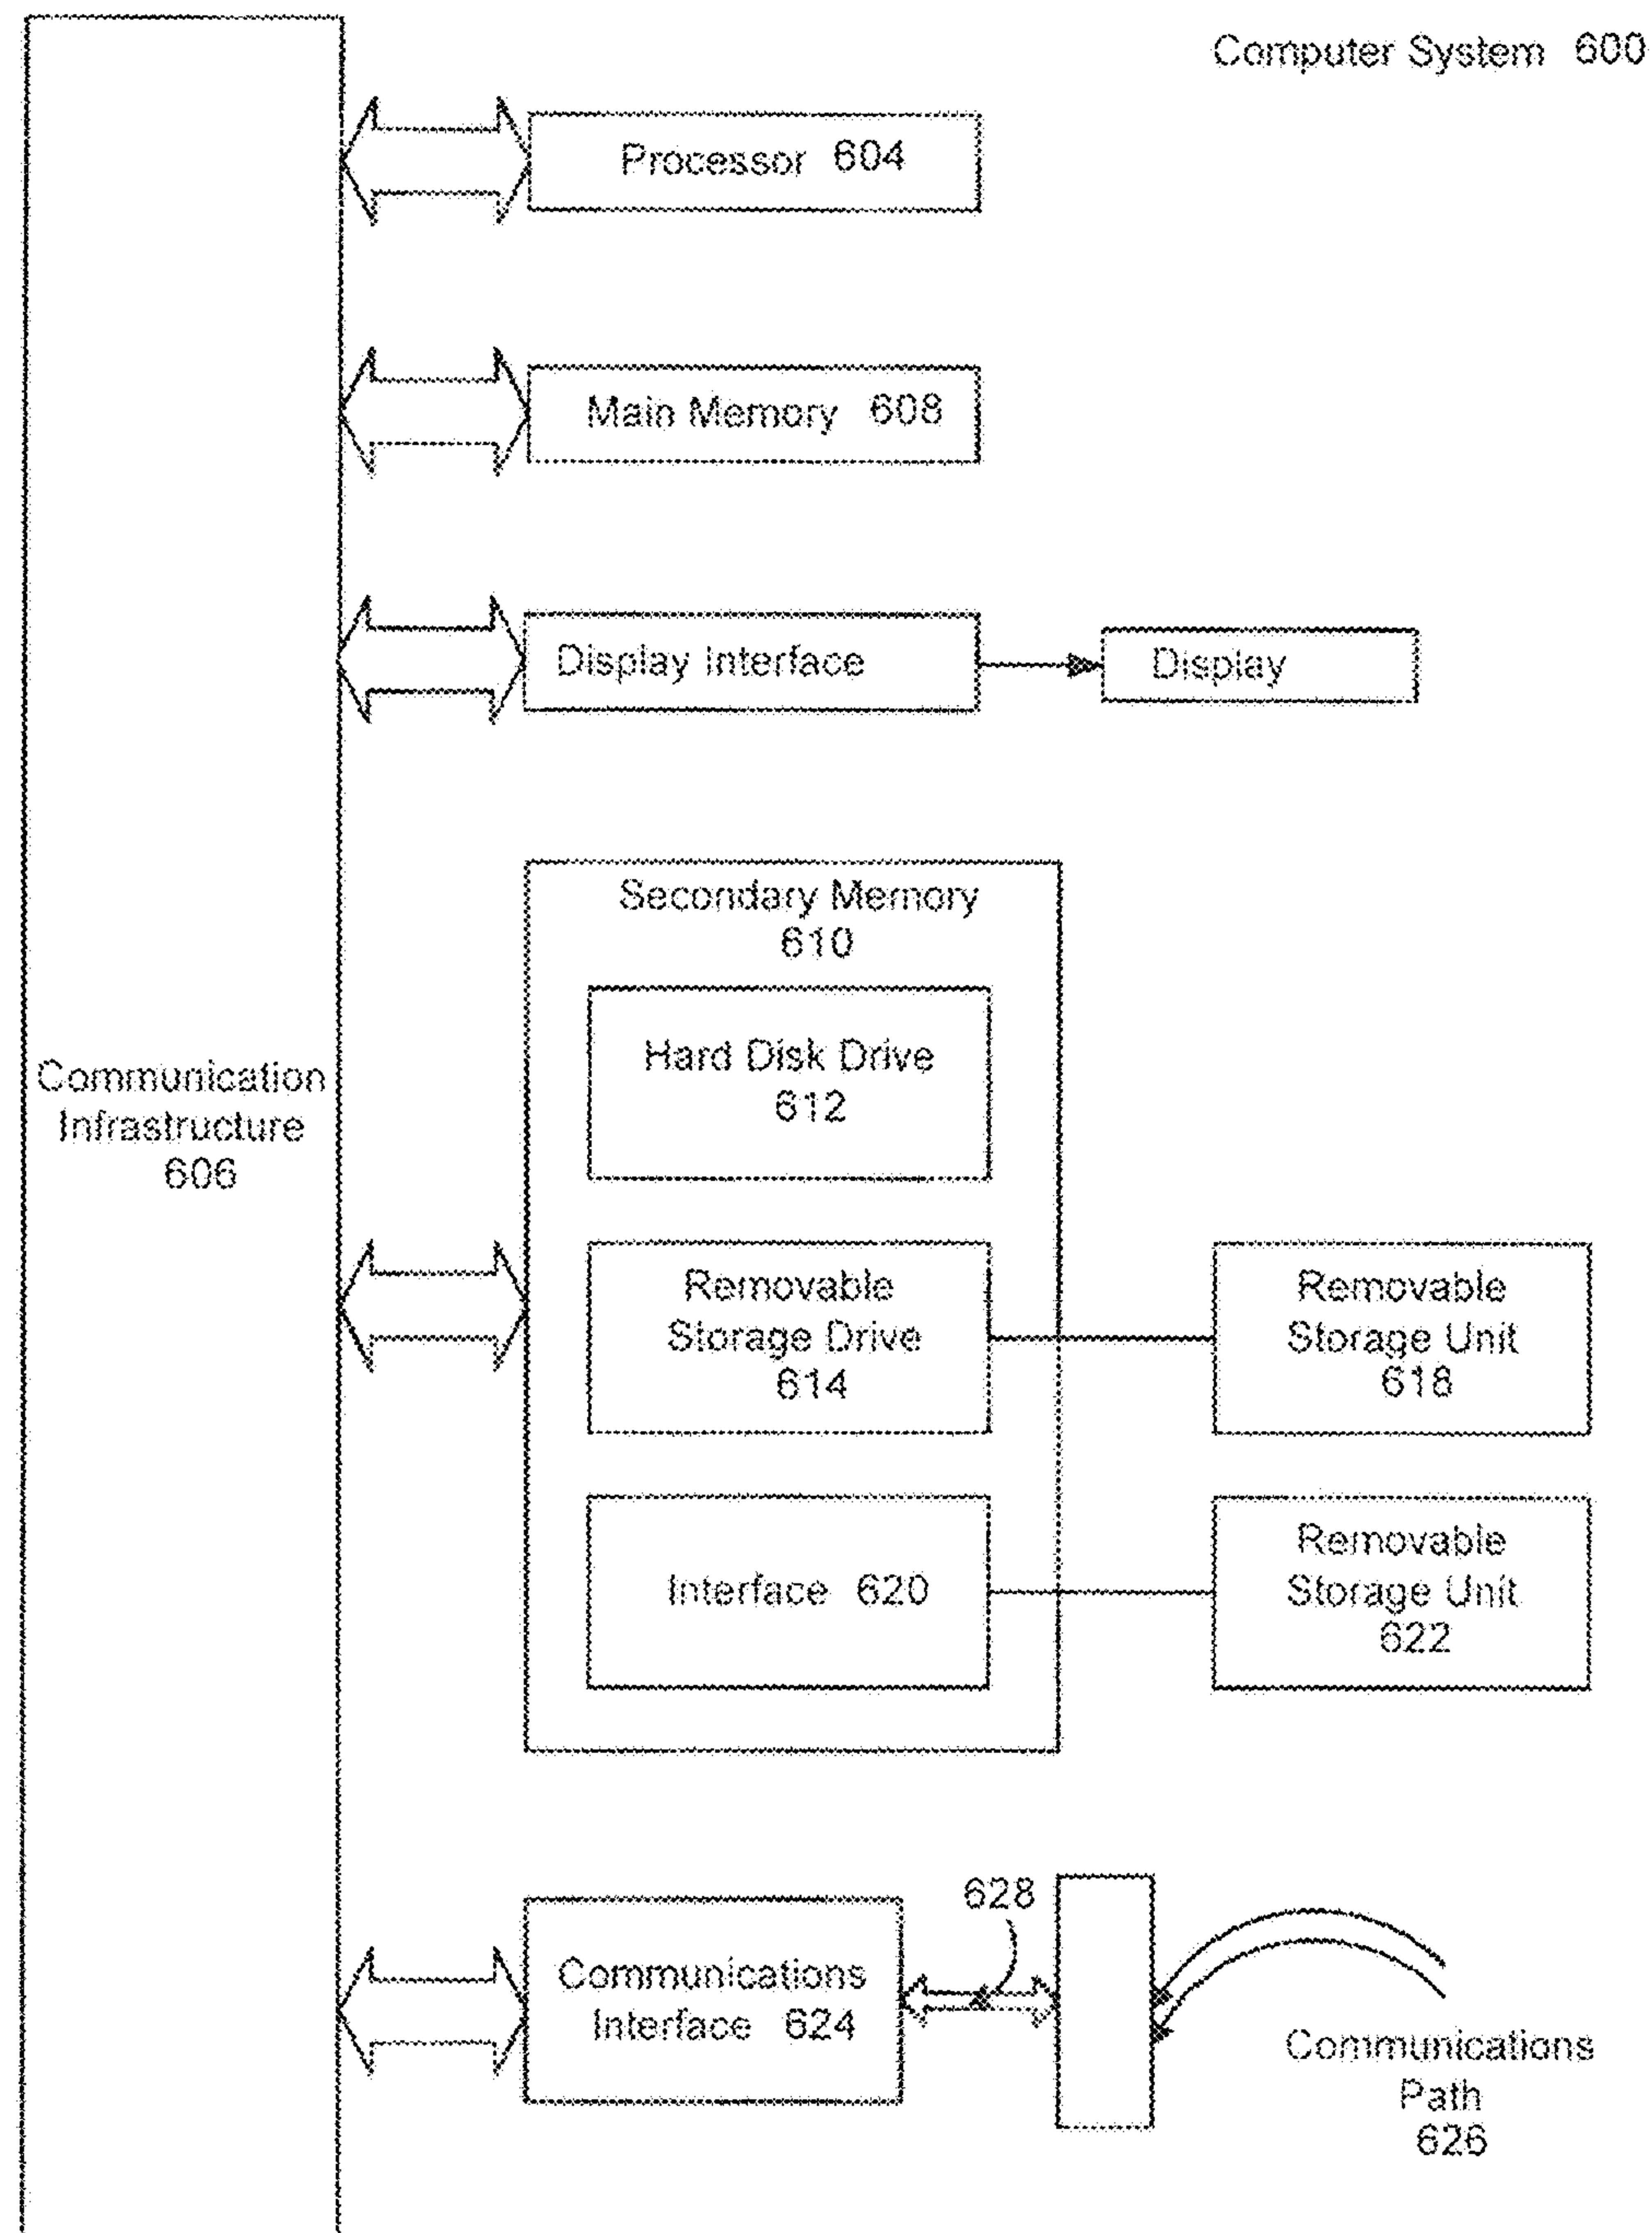 Computer System 600
Processor 604
Main Memory 608
Display Interface
Display
Secondary Memory
610
Hard Disk Drive
612
Communication
Infrastructure
606
Removable
Storage Drive
614
Removable
Storage Unit
618
Interface 620
Removable
Storage Unit
622
628
Communications
Interface 624
Communications
Path
626